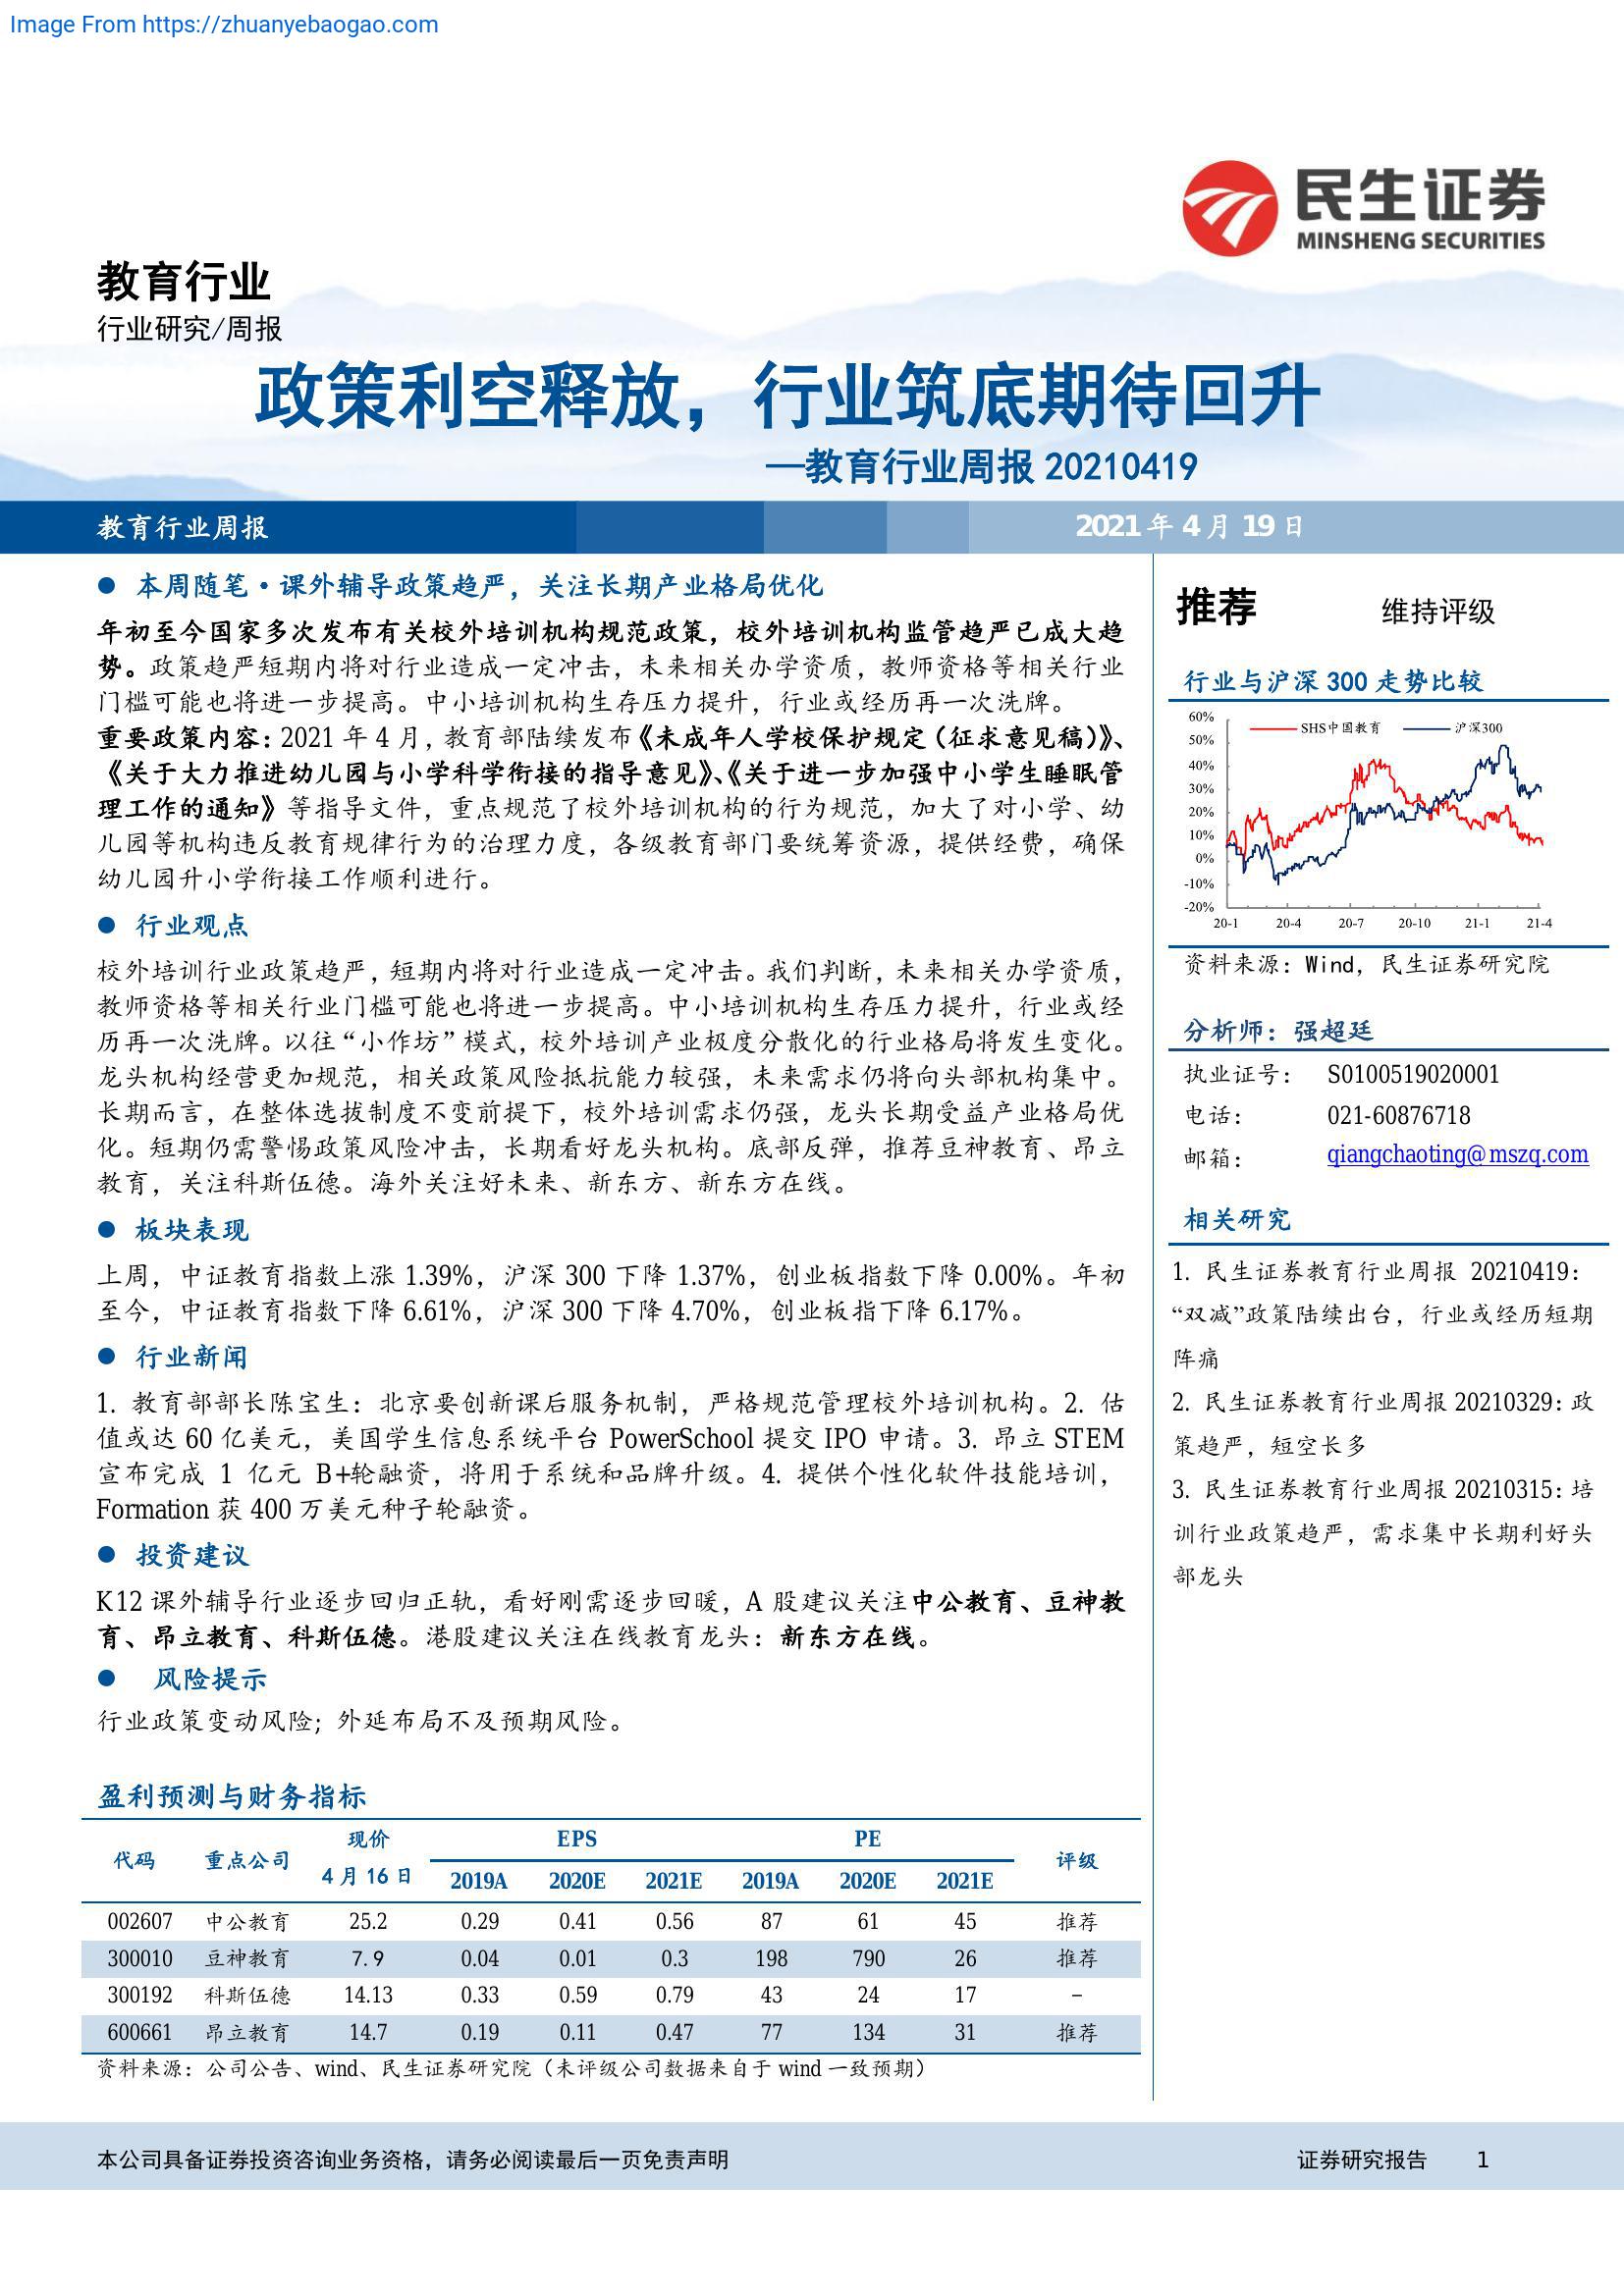 Image From https://zhuanyebaogao.com
民生证券
MINSHENG SECURITIES
教育行业
行业研究/周报
政策利空释放，行业筑底期待回升
—教育行业周报 20210419
教育行业周报
2021 年 4 月 19 日
● 本周随笔·课外辅导政策趋严，关注长期产业格局优化
年初至今国家多次发布有关校外培训机构规范政策，校外培训机构监管趋严已成大趋
势。政策趋严短期内将对行业造成一定冲击，未来相关办学资质，教师资格等相关行业
门槛可能也将进一步提高。中小培训机构生存压力提升，行业或经历再一次洗牌。
重要政策内容：2021 年 4 月，教育部陆续发布《未成年人学校保护规定（征求意见稿）》、
《关于大力推进幼儿园与小学科学衔接的指导意见》、《关于进一步加强中小学生睡眠管
理工作的通知》等指导文件，重点规范了校外培训机构的行为规范，加大了对小学、幼
儿园等机构违反教育规律行为的治理力度，各级教育部门要统筹资源，提供经费，确保
幼儿园升小学衔接工作顺利进行。
● 行业观点
校外培训行业政策趋严，短期内将对行业造成一定冲击。我们判断，未来相关办学资质，
教师资格等相关行业门槛可能也将进一步提高。中小培训机构生存压力提升，行业或经
历再一次洗牌。以往“小作坊”模式，校外培训产业极度分散化的行业格局将发生变化。
龙头机构经营更加规范，相关政策风险抵抗能力较强，未来需求仍将向头部机构集中。
长期而言，在整体选拔制度不变前提下，校外培训需求仍强，龙头长期受益产业格局优
化。短期仍需警惕政策风险冲击，长期看好龙头机构。底部反弹，推荐豆神教育、昂立
教育，关注科斯伍德。海外关注好未来、新东方、新东方在线。
● 板块表现
上周，中证教育指数上涨 1.39%，沪深 300 下降 1.37%，创业板指数下降 0.00%。年初
至今，中证教育指数下降 6.61%，沪深 300 下降 4.70%，创业板指下降 6.17%。
● 行业新闻
1. 教育部部长陈宝生：北京要创新课后服务机制，严格规范管理校外培训机构。2. 估
值或达 60 亿美元，美国学生信息系统平台 PowerSchool 提交 IPO 申请。3. 昂立 STEM
宣布完成 1 亿元 B+轮融资，将用于系统和品牌升级。4. 提供个性化软件技能培训，
Formation 获 400 万美元种子轮融资。
● 投资建议
K12 课外辅导行业逐步回归正轨，看好刚需逐步回暖，A 股建议关注中公教育、豆神教
育、昂立教育、科斯伍德。港股建议关注在线教育龙头：新东方在线。
● 风险提示
行业政策变动风险；外延布局不及预期风险。
盈利预测与财务指标
代码 重点公司 现价 EPS PE 评级
4 月 16 日 2019A 2020E 2021E 2019A 2020E 2021E
002607 中公教育 25.2 0.29 0.41 0.56 87 61 45 推荐
300010 豆神教育 7.9 0.04 0.01 0.3 198 790 26 推荐
300192 科斯伍德 14.13 0.33 0.59 0.79 43 24 17 –
600661 昂立教育 14.7 0.19 0.11 0.47 77 134 31 推荐
资料来源：公司公告、wind、民生证券研究院（未评级公司数据来自于 wind 一致预期）
推荐 维持评级
行业与沪深 300 走势比较
SHS中国教育 沪深300
60%
50%
40%
30%
20%
10%
0%
-10%
-20%
20-1 20-4 20-7 20-10 21-1 21-4
资料来源：Wind，民生证券研究院
分析师：强超廷
执业证号： S0100519020001
电话： 021-60876718
邮箱： qiangchaoting@mszq.com
相关研究
1. 民生证券教育行业周报 20210419：
“双减”政策陆续出台，行业或经历短期
阵痛
2. 民生证券教育行业周报 20210329：政
策趋严，短空长多
3. 民生证券教育行业周报 20210315：培
训行业政策趋严，需求集中长期利好头
部龙头
本公司具备证券投资咨询业务资格，请务必阅读最后一页免责声明
证券研究报告 1